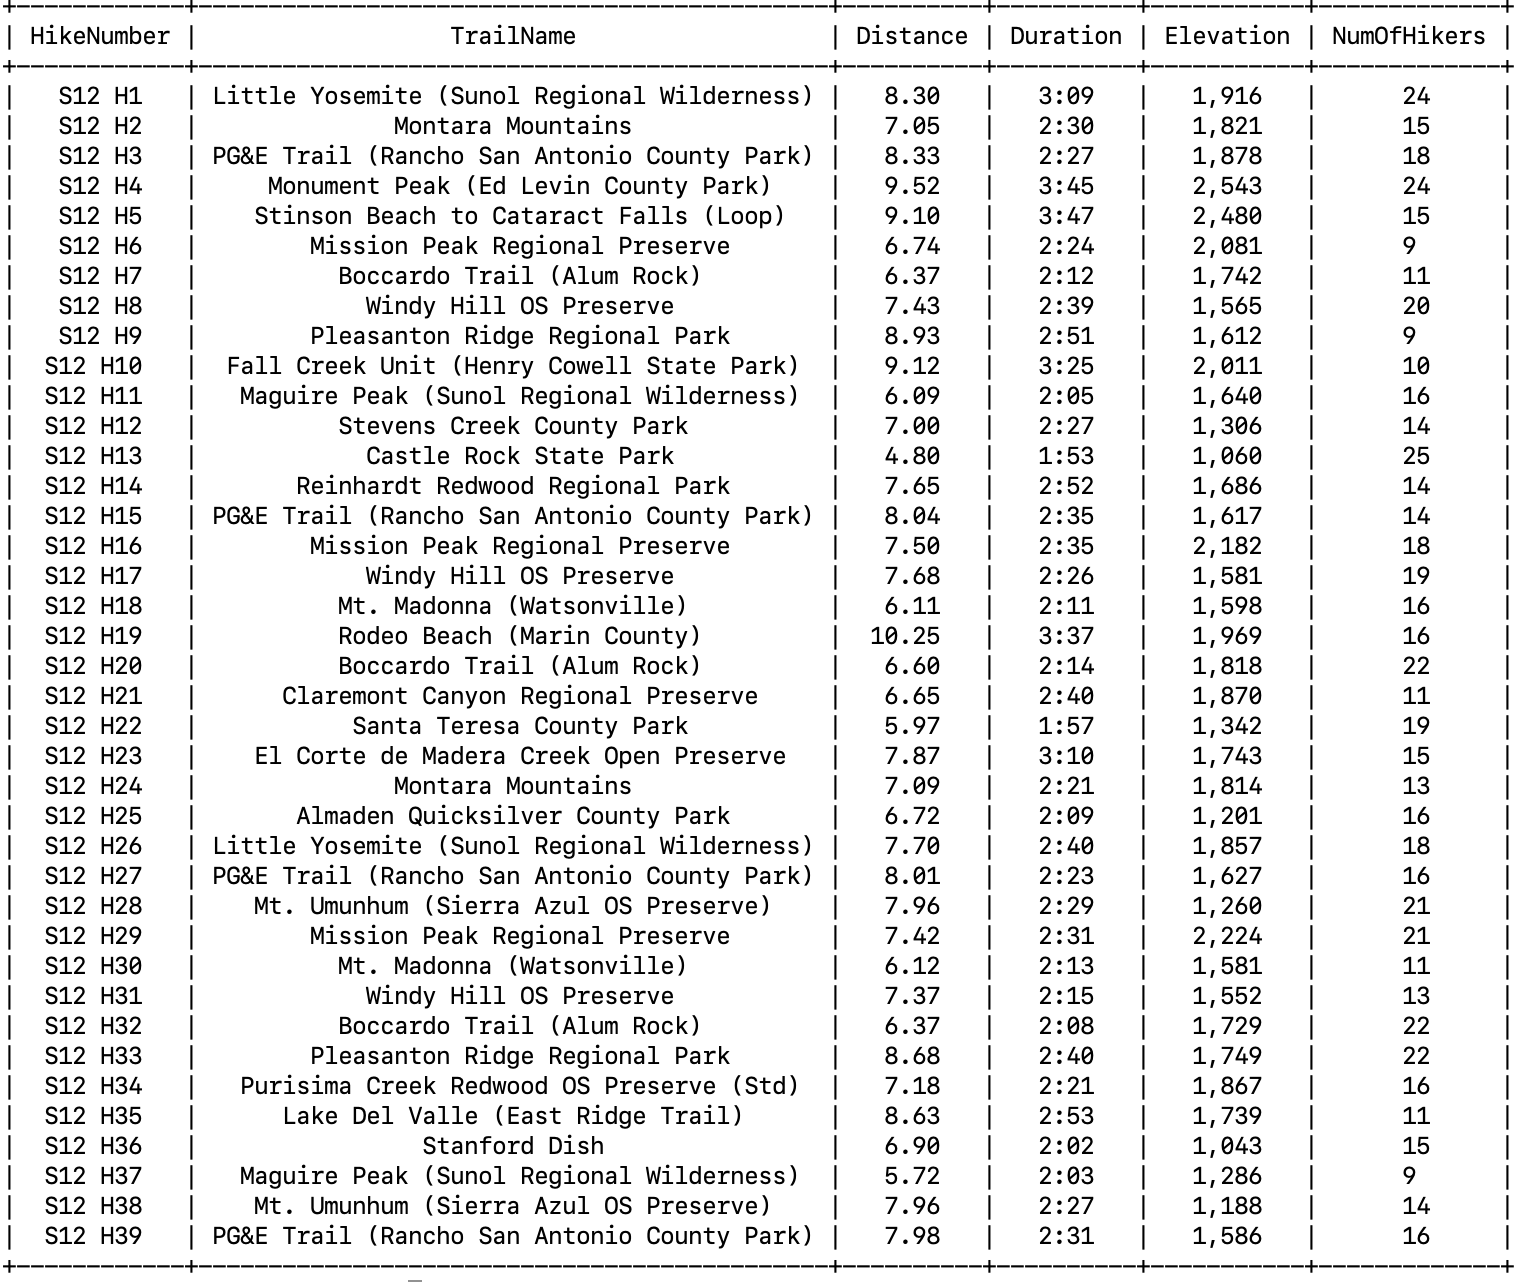 | HikeNumber | TrailName | Distance | Duration | Elevation | NumOfHikers |
| S12 H1 | Little Yosemite (Sunol Regional Wilderness) | 8.30 | 3:09 | 1,916 | 24 |
| S12 H2 | Montara Mountains | 7.05 | 2:30 | 1,821 | 15 |
| S12 H3 | PG&E Trail (Rancho San Antonio County Park) | 8.33 | 2:27 | 1,878 | 18 |
| S12 H4 | Monument Peak (Ed Levin County Park) | 9.52 | 3:45 | 2,543 | 24 |
| S12 H5 | Stinson Beach to Cataract Falls (Loop) | 9.10 | 3:47 | 2,480 | 15 |
| S12 H6 | Mission Peak Regional Preserve | 6.74 | 2:24 | 2,081 | 9 |
| S12 H7 | Boccardo Trail (Alum Rock) | 6.37 | 2:12 | 1,742 | 11 |
| S12 H8 | Windy Hill OS Preserve | 7.43 | 2:39 | 1,565 | 20 |
| S12 H9 | Pleasanton Ridge Regional Park | 8.93 | 2:51 | 1,612 | 9 |
| S12 H10 | Fall Creek Unit (Henry Cowell State Park) | 9.12 | 3:25 | 2,011 | 10 |
| S12 H11 | Maguire Peak (Sunol Regional Wilderness) | 6.09 | 2:05 | 1,640 | 16 |
| S12 H12 | Stevens Creek County Park | 7.00 | 2:27 | 1,306 | 14 |
| S12 H13 | Castle Rock State Park | 4.80 | 1:53 | 1,060 | 25 |
| S12 H14 | Reinhardt Redwood Regional Park | 7.65 | 2:52 | 1,686 | 14 |
| S12 H15 | PG&E Trail (Rancho San Antonio County Park) | 8.04 | 2:35 | 1,617 | 14 |
| S12 H16 | Mission Peak Regional Preserve | 7.50 | 2:35 | 2,182 | 18 |
| S12 H17 | Windy Hill OS Preserve | 7.68 | 2:26 | 1,581 | 19 |
| S12 H18 | Mt. Madonna (Watsonville) | 6.11 | 2:11 | 1,598 | 16 |
| S12 H19 | Rodeo Beach (Marin County) | 10.25 | 3:37 | 1,969 | 16 |
| S12 H20 | Boccardo Trail (Alum Rock) | 6.60 | 2:14 | 1,818 | 22 |
| S12 H21 | Claremont Canyon Regional Preserve | 6.65 | 2:40 | 1,870 | 11 |
| S12 H22 | Santa Teresa County Park | 5.97 | 1:57 | 1,342 | 19 |
| S12 H23 | El Corte de Madera Creek Open Preserve | 7.87 | 3:10 | 1,743 | 15 |
| S12 H24 | Montara Mountains | 7.09 | 2:21 | 1,814 | 13 |
| S12 H25 | Almaden Quicksilver County Park | 6.72 | 2:09 | 1,201 | 16 |
| S12 H26 | Little Yosemite (Sunol Regional Wilderness) | 7.70 | 2:40 | 1,857 | 18 |
| S12 H27 | PG&E Trail (Rancho San Antonio County Park) | 8.01 | 2:23 | 1,627 | 16 |
| S12 H28 | Mt. Umunhum (Sierra Azul OS Preserve) | 7.96 | 2:29 | 1,260 | 21 |
| S12 H29 | Mission Peak Regional Preserve | 7.42 | 2:31 | 2,224 | 21 |
| S12 H30 | Mt. Madonna (Watsonville) | 6.12 | 2:13 | 1,581 | 11 |
| S12 H31 | Windy Hill OS Preserve | 7.37 | 2:15 | 1,552 | 13 |
| S12 H32 | Boccardo Trail (Alum Rock) | 6.37 | 2:08 | 1,729 | 22 |
| S12 H33 | Pleasanton Ridge Regional Park | 8.68 | 2:40 | 1,749 | 22 |
| S12 H34 | Purisima Creek Redwood OS Preserve (Std) | 7.18 | 2:21 | 1,867 | 16 |
| S12 H35 | Lake Del Valle (East Ridge Trail) | 8.63 | 2:53 | 1,739 | 11 |
| S12 H36 | Stanford Dish | 6.90 | 2:02 | 1,043 | 15 |
| S12 H37 | Maguire Peak (Sunol Regional Wilderness) | 5.72 | 2:03 | 1,286 | 9 |
| S12 H38 | Mt. Umunhum (Sierra Azul OS Preserve) | 7.96 | 2:27 | 1,188 | 14 |
| S12 H39 | PG&E Trail (Rancho San Antonio County Park) | 7.98 | 2:31 | 1,586 | 16 |